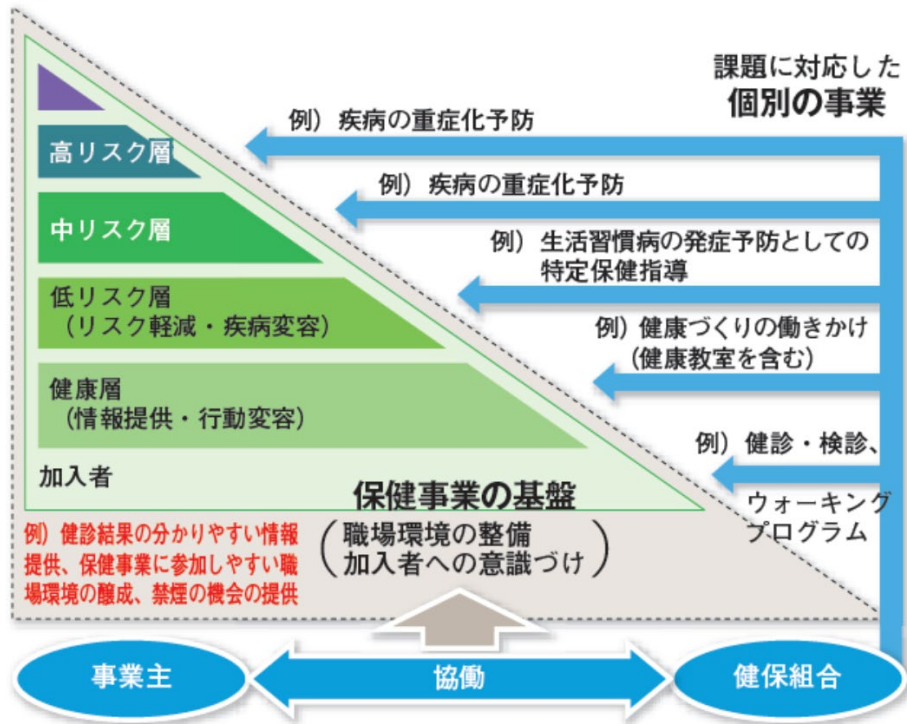 課題に対応した
個別の事業
例）疾病の重症化予防
高リスク層
例）疾病の重症化予防
中リスク層
例）生活習慣病の発症予防としての
特定保健指導
低リスク層
（リスク軽減・疾病変容）
例）健康づくりの働きかけ
（健康教室を含む）
健康層
（情報提供・行動変容）
例）健診・検診、
ウォーキング
プログラム
加入者
保健事業の基盤
（職場環境の整備
加入者への意識づけ）
例）健診結果の分かりやすい情報
提供、保健事業に参加しやすい職
場環境の醸成、禁煙の機会の提供
事業主
協働
健保組合